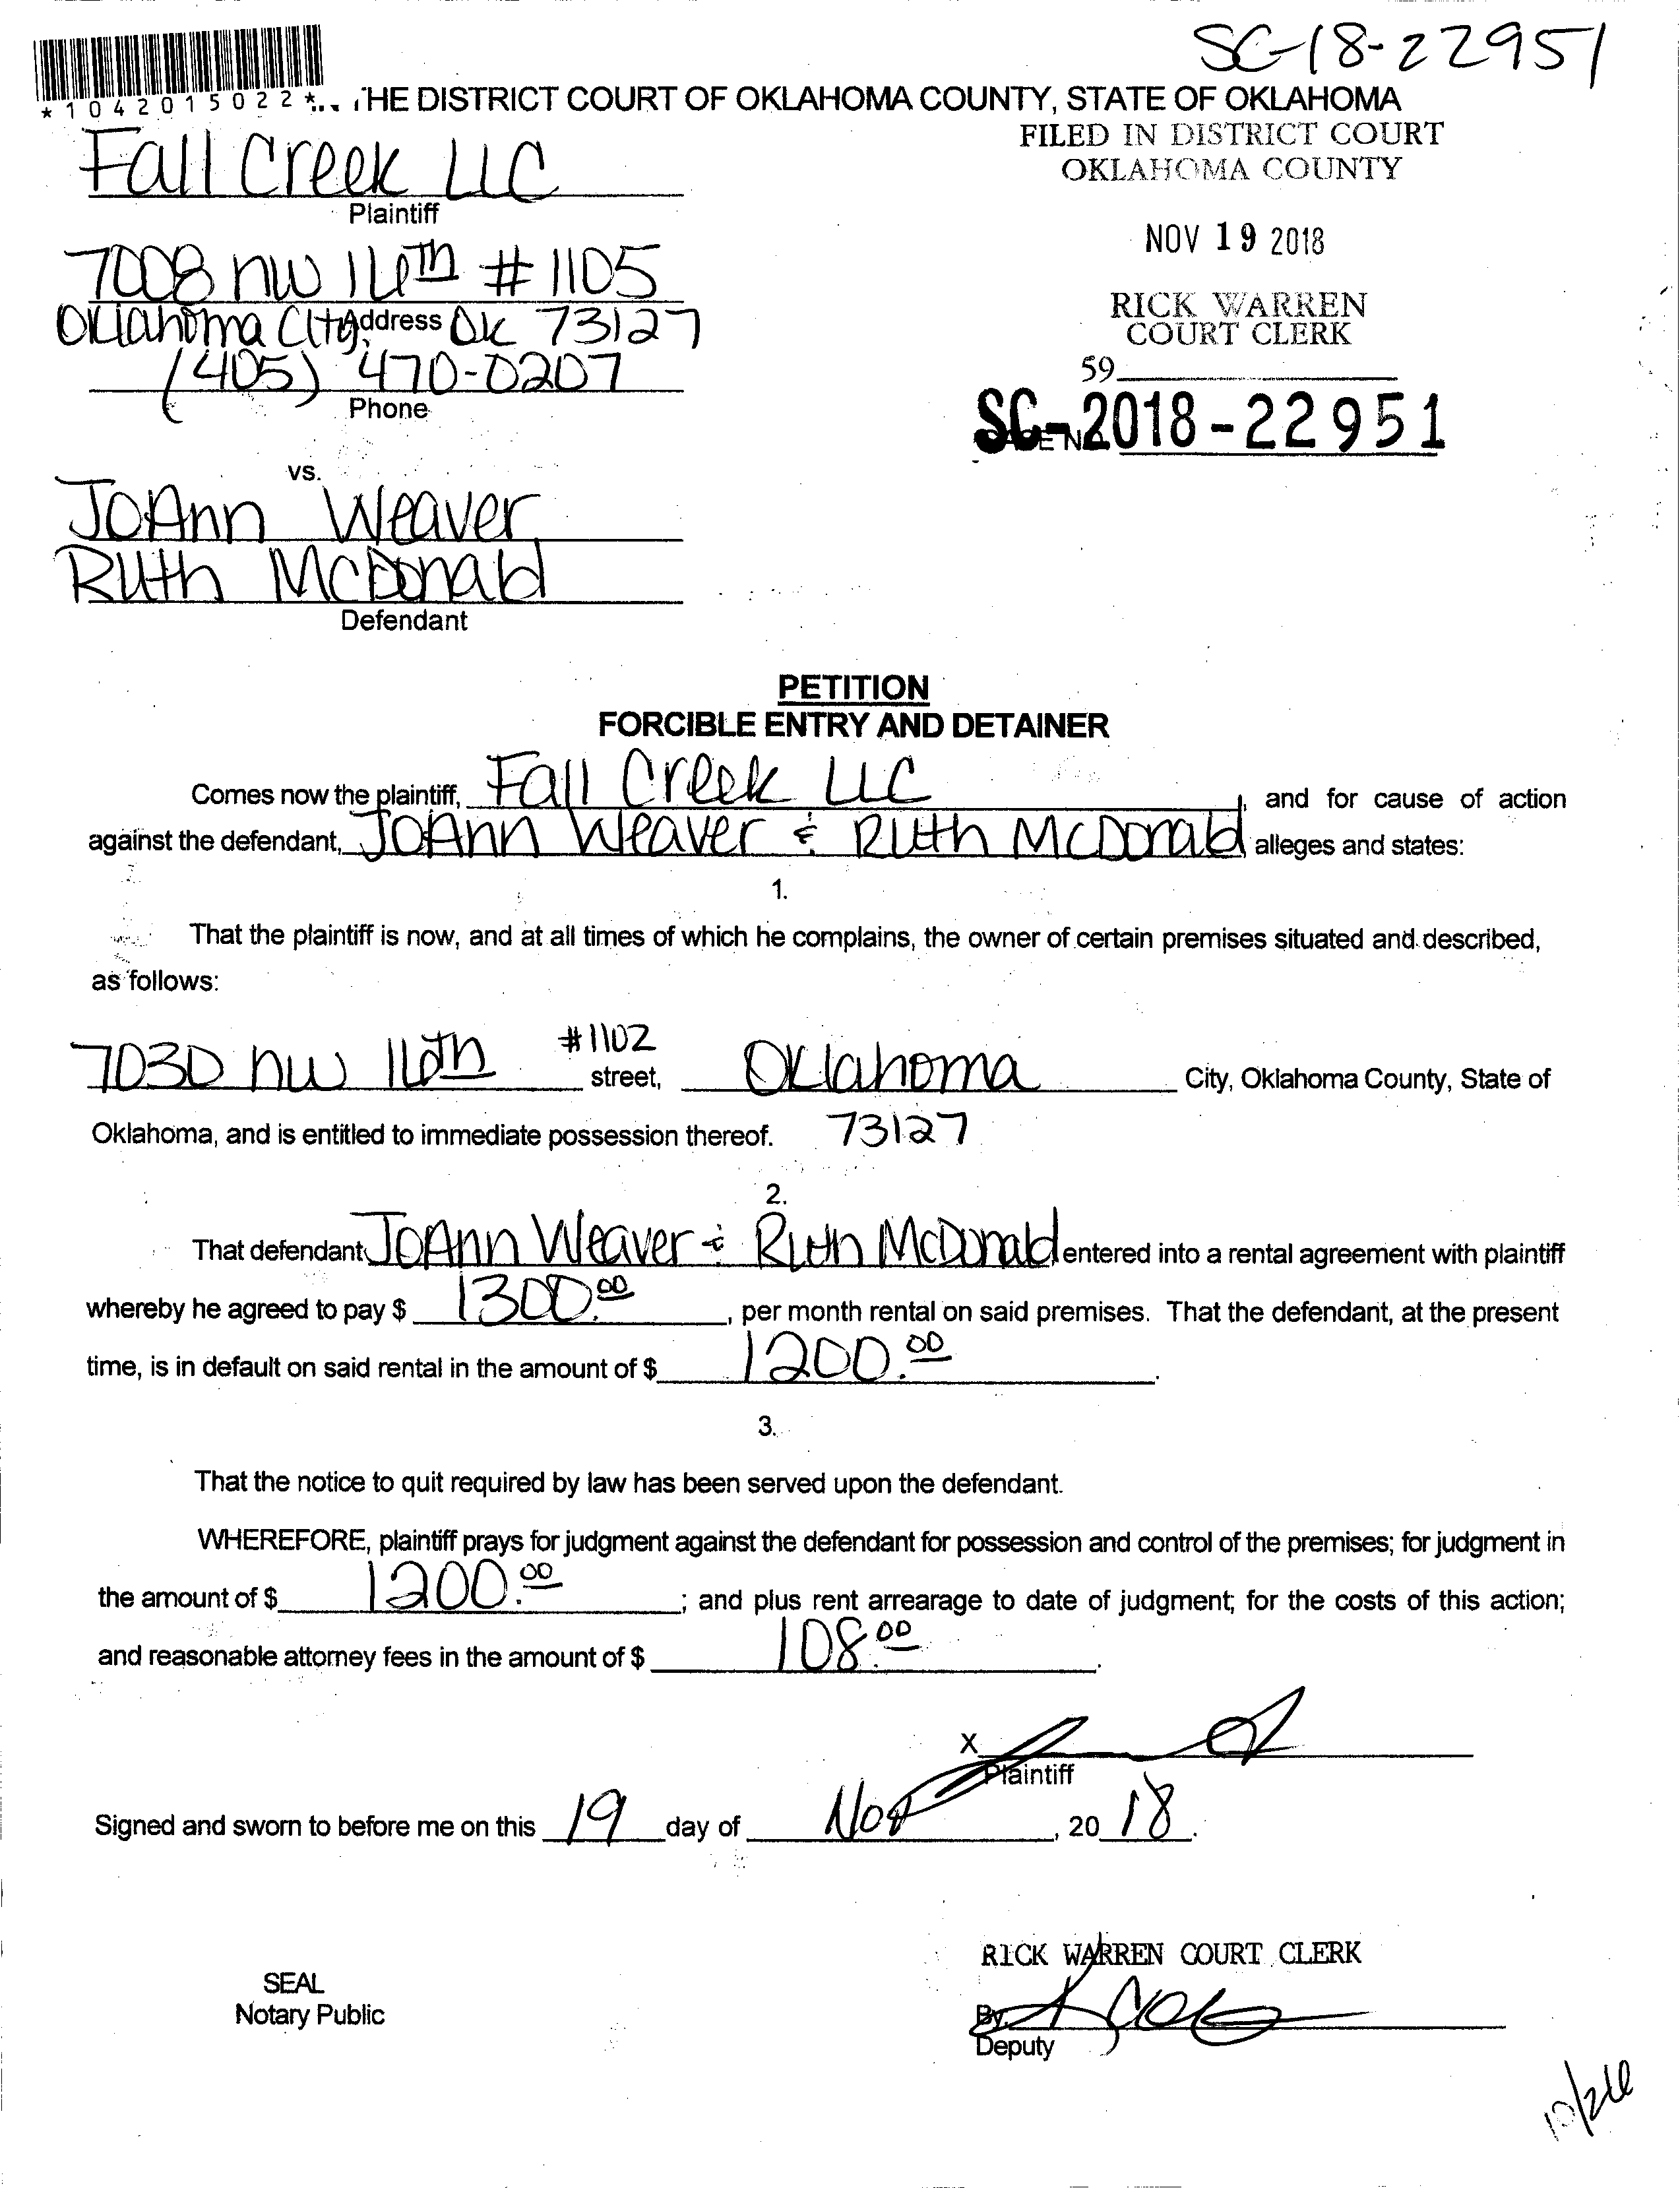 SC-18-22951
*1042015022*
THE DISTRICT COURT OF OKLAHOMA COUNTY, STATE OF OKLAHOMA
FILED IN DISTRICT COURT
OKLAHOMA COUNTY
Fall Creek LLC
Plaintiff
NOV 19 2018
7008 NW 16th #1105
RICK WARREN
COURT CLERK
Oklahoma City, Address OK 73127
(405) 470-0207
Phone
59
SC-2018-22951
vs.
JoAnn Weaver
Ruth McDonald
Defendant
PETITION
FORCIBLE ENTRY AND DETAINER
Comes now the plaintiff, Fall Creek LLC, and for cause of action
against the defendant, JoAnn Weaver & Ruth McDonald alleges and states:
1.
That the plaintiff is now, and at all times of which he complains, the owner of certain premises situated and described,
as follows:
7030 NW 16th #1102 street, Oklahoma City, Oklahoma County, State of
Oklahoma, and is entitled to immediate possession thereof. 73127
2.
That defendant JoAnn Weaver & Ruth McDonald entered into a rental agreement with plaintiff
whereby he agreed to pay $ 1300.00, per month rental on said premises. That the defendant, at the present
time, is in default on said rental in the amount of $ 1200.00.
3.
That the notice to quit required by law has been served upon the defendant.
WHEREFORE, plaintiff prays for judgment against the defendant for possession and control of the premises; for judgment in
the amount of $ 1200.00; and plus rent arrearage to date of judgment; for the costs of this action;
and reasonable attorney fees in the amount of $ 108.00.
X
Plaintiff
Signed and sworn to before me on this 19 day of Nov, 2018.
RICK WARREN COURT CLERK
SEAL
Notary Public
By
Deputy